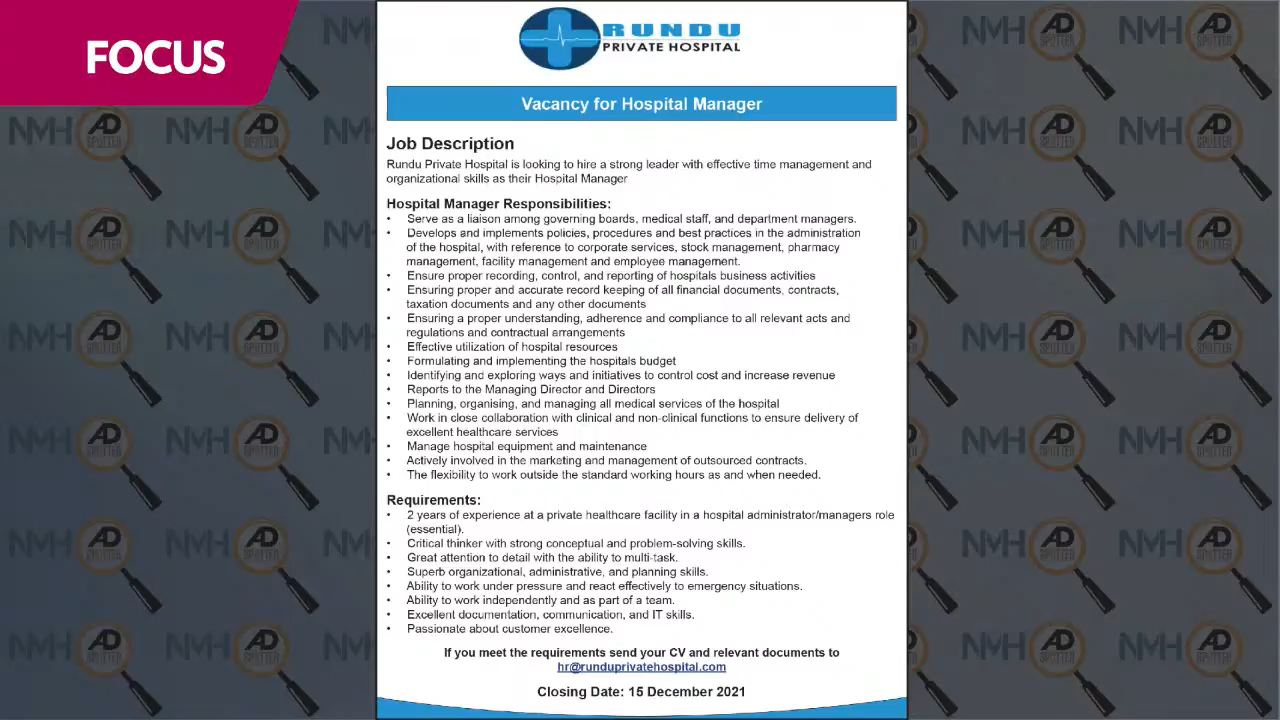 FOCUS
RUNDU
PRIVATE HOSPITAL
Vacancy for Hospital Manager
Job Description
Rundu Private Hospital is looking to hire a strong leader with effective time management and
organizational skills as their Hospital Manager
Hospital Manager Responsibilities:
• Serve as a liaison among governing boards, medical staff, and department managers.
• Develops and implements policies, procedures and best practices in the administration
of the hospital, with reference to corporate services, stock management, pharmacy
management, facility management and employee management.
• Ensure proper recording, control, and reporting of hospitals business activities
• Ensuring proper and accurate record keeping of all financial documents, contracts,
taxation documents and any other documents
• Ensuring a proper understanding, adherence and compliance to all relevant acts and
regulations and contractual arrangements
• Effective utilization of hospital resources
• Formulating and implementing the hospitals budget
• Identifying and exploring ways and initiatives to control cost and increase revenue
• Reports to the Managing Director and Directors
• Planning, organising, and managing all medical services of the hospital
• Work in close collaboration with clinical and non-clinical functions to ensure delivery of
excellent healthcare services
• Manage hospital equipment and maintenance
• Actively involved in the marketing and management of outsourced contracts.
• The flexibility to work outside the standard working hours as and when needed.
Requirements:
• 2 years of experience at a private healthcare facility in a hospital administrator/managers role
(essential).
• Critical thinker with strong conceptual and problem-solving skills.
• Great attention to detail with the ability to multi-task.
• Superb organizational, administrative, and planning skills.
• Ability to work under pressure and react effectively to emergency situations.
• Ability to work independently and as part of a team.
• Excellent documentation, communication, and IT skills.
• Passionate about customer excellence.
If you meet the requirements send your CV and relevant documents to
hr@runduprivatehospital.com
Closing Date: 15 December 2021
NMH AD SPOTTER